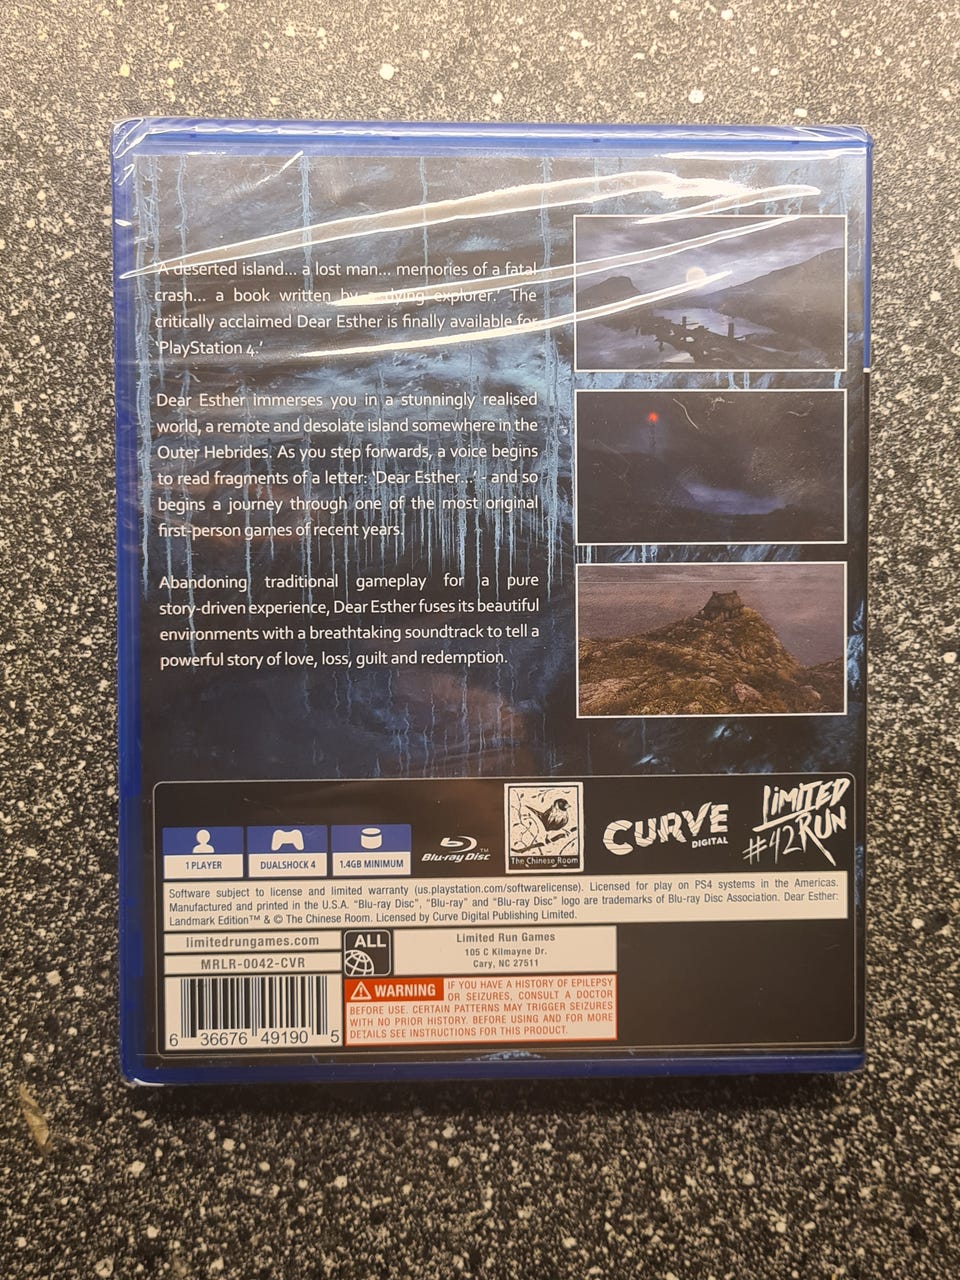 'A deserted island... a lost man... memories of a fatal
crash... a book written by a dying explorer.' The
critically acclaimed Dear Esther is finally available for
'PlayStation 4.'
Dear Esther immerses you in a stunningly realised
world, a remote and desolate island somewhere in the
Outer Hebrides. As you step forwards, a voice begins
to read fragments of a letter: 'Dear Esther...' - and so
begins a journey through one of the most original
first-person games of recent years.
Abandoning traditional gameplay for a pure
story-driven experience, Dear Esther fuses its beautiful
environments with a breathtaking soundtrack to tell a
powerful story of love, loss, guilt and redemption.
1 PLAYER
DUALSHOCK 4
1.4GB MINIMUM
Blu-ray Disc™
The Chinese Room
CURVE
DIGITAL
LIMITED
RUN
#42
Software subject to license and limited warranty (us.playstation.com/softwarelicense). Licensed for play on PS4 systems in the Americas.
Manufactured and printed in the U.S.A. "Blu-ray Disc", "Blu-ray" and "Blu-ray Disc" logo are trademarks of Blu-ray Disc Association. Dear Esther:
Landmark Edition™ & © The Chinese Room. Licensed by Curve Digital Publishing Limited.
limitedrungames.com
MRLR-0042-CVR
6 36676 49190 5
ALL
Limited Run Games
105 C Kilmayne Dr.
Cary, NC 27511
WARNING IF YOU HAVE A HISTORY OF EPILEPSY
OR SEIZURES, CONSULT A DOCTOR
BEFORE USE. CERTAIN PATTERNS MAY TRIGGER SEIZURES
WITH NO PRIOR HISTORY. BEFORE USING AND FOR MORE
DETAILS SEE INSTRUCTIONS FOR THIS PRODUCT.